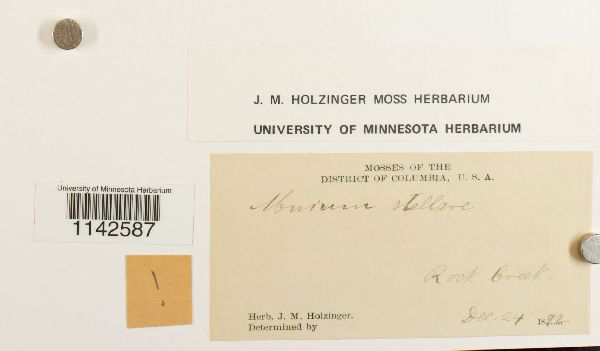 J. M. HOLZINGER MOSS HERBARIUM
UNIVERSITY OF MINNESOTA HERBARIUM
MOSSES OF THE
DISTRICT OF COLUMBIA, U. S. A.
Mnium stellare
Rock Creek.
Dec. 24 1892
Herb. J. M. Holzinger.
Determined by
University of Minnesota Herbarium
1142587
1.